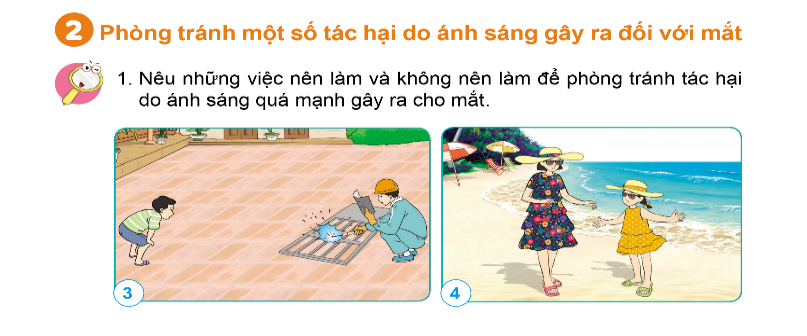 2 Phòng tránh một số tác hại do ánh sáng gây ra đối với mắt
1. Nêu những việc nên làm và không nên làm để phòng tránh tác hại
do ánh sáng quá mạnh gây ra cho mắt.
3
4